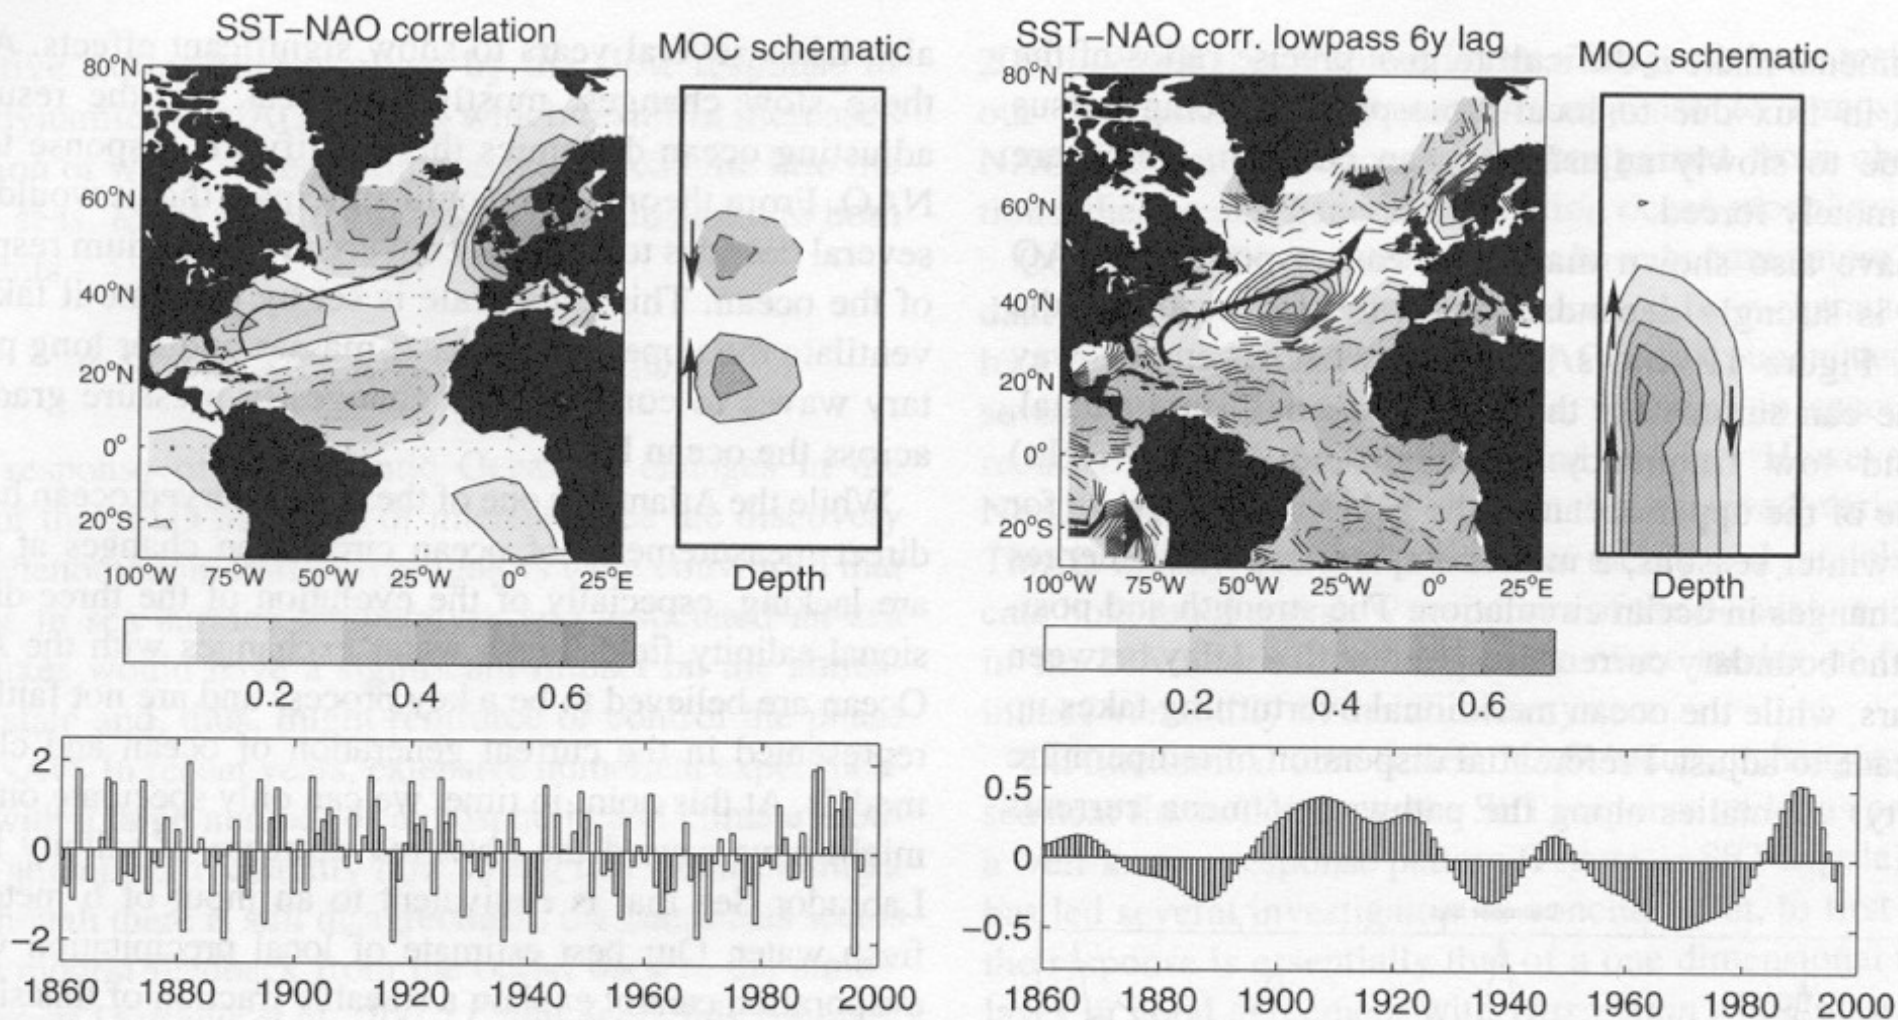 SST–NAO correlation
MOC schematic
80°N
60°N
40°N
20°N
0°
20°S
100°W 75°W 50°W 25°W 0° 25°E
Depth
0.2 0.4 0.6
2
0
−2
1860 1880 1900 1920 1940 1960 1980 2000
SST–NAO corr. lowpass 6y lag
MOC schematic
80°N
60°N
40°N
20°N
0°
20°S
100°W 75°W 50°W 25°W 0° 25°E
Depth
0.2 0.4 0.6
0.5
0
−0.5
1860 1880 1900 1920 1940 1960 1980 2000